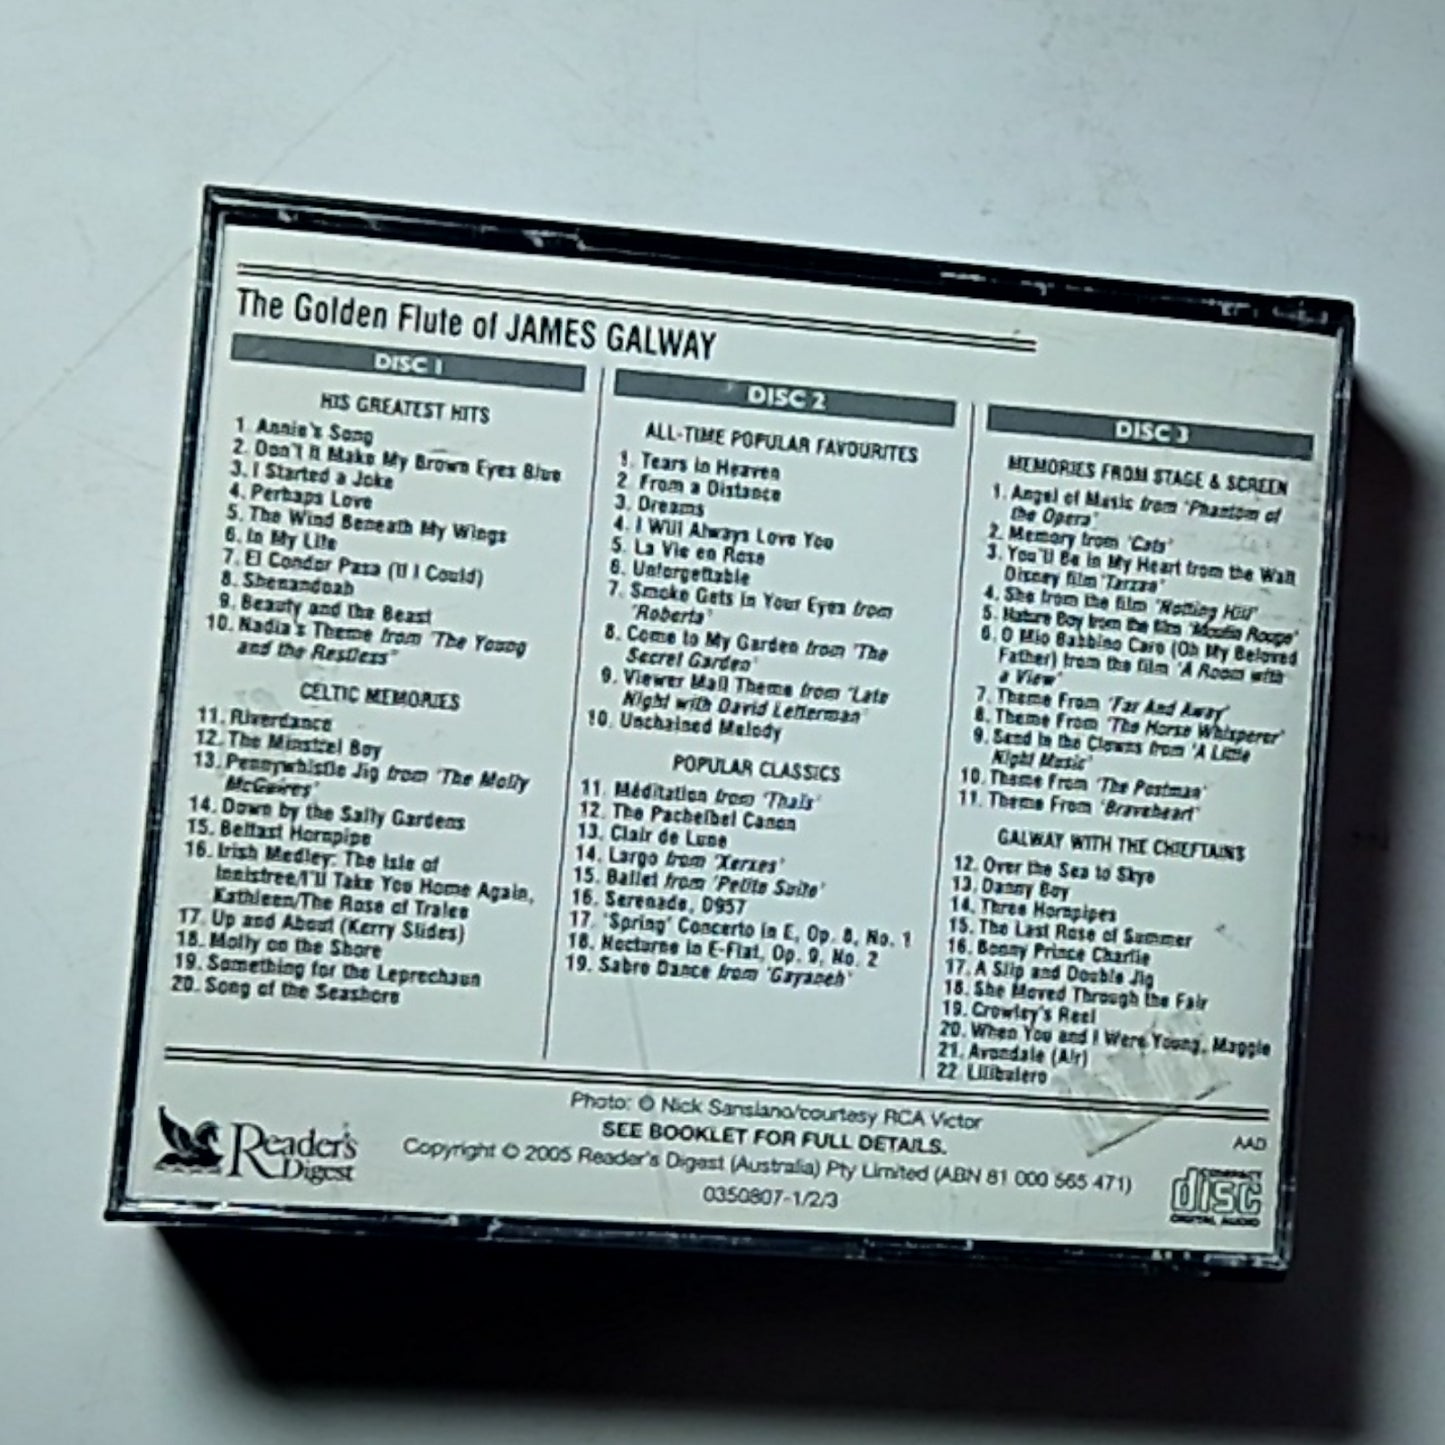 The Golden Flute of JAMES GALWAY
DISC 1
HIS GREATEST HITS
1. Annie's Song
2. Don't It Make My Brown Eyes Blue
3. I Started a Joke
4. Perhaps Love
5. The Wind Beneath My Wings
6. In My Life
7. El Condor Pasa (If I Could)
8. Shenandoah
9. Beauty and the Beast
10. Nadia's Theme from 'The Young
and the Restless'
CELTIC MEMORIES
11. Riverdance
12. The Minstrel Boy
13. Pennywhistle Jig from 'The Molly
McGuires'
14. Down by the Sally Gardens
15. Belfast Hornpipe
16. Irish Medley: The Isle of
Innisfree/I'll Take You Home Again,
Kathleen/The Rose of Tralee
17. Up and About (Kerry Slides)
18. Molly on the Shore
19. Something for the Leprechaun
20. Song of the Seashore
DISC 2
ALL-TIME POPULAR FAVOURITES
1. Tears in Heaven
2. From a Distance
3. Dreams
4. I Will Always Love You
5. La Vie en Rose
6. Unforgettable
7. Smoke Gets in Your Eyes from
'Roberta'
8. Come to My Garden from 'The
Secret Garden'
9. Viewer Mail Theme from 'Late
Night with David Letterman'
10. Unchained Melody
POPULAR CLASSICS
11. Méditation from 'Thaïs'
12. The Pachelbel Canon
13. Clair de Lune
14. Largo from 'Xerxes'
15. Ballet from 'Petite Suite'
16. Serenade, D957
17. 'Spring' Concerto in E, Op. 8, No. 1
18. Nocturne in E-Flat, Op. 9, No. 2
19. Sabre Dance from 'Gayaneh'
DISC 3
MEMORIES FROM STAGE & SCREEN
1. Angel of Music from 'Phantom of
the Opera'
2. Memory from 'Cats'
3. You'll Be in My Heart from the Walt
Disney film 'Tarzan'
4. She from the film 'Notting Hill'
5. Nature Boy from the film 'Moulin Rouge'
6. O Mio Babbino Caro (Oh My Beloved
Father) from the film 'A Room with
a View'
7. Theme From 'Far And Away'
8. Theme From 'The Horse Whisperer'
9. Send in the Clowns from 'A Little
Night Music'
10. Theme From 'The Postman'
11. Theme From 'Braveheart'
GALWAY WITH THE CHIEFTAINS
12. Over the Sea to Skye
13. Danny Boy
14. Three Hornpipes
15. The Last Rose of Summer
16. Bonny Prince Charlie
17. A Slip and Double Jig
18. She Moved Through the Fair
19. Crowley's Reel
20. When You and I Were Young, Maggie
21. Avondale (Air)
22. Lilibulero
Photo: © Nick Sansiano/courtesy RCA Victor
SEE BOOKLET FOR FULL DETAILS.
Copyright © 2005 Reader's Digest (Australia) Pty Limited (ABN 81 000 565 471)
0350807-1/2/3
Reader's
Digest
AAD
COMPACT
disc
DIGITAL AUDIO